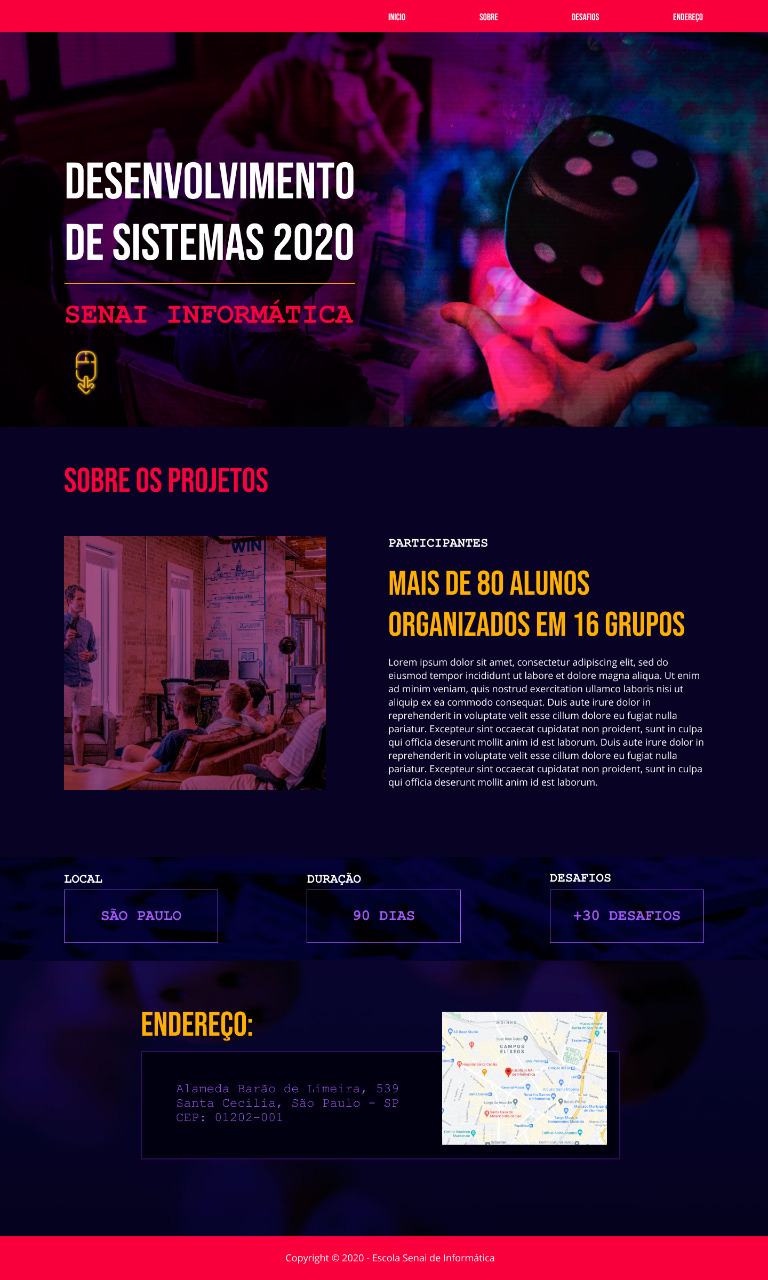 INICIO
SOBRE
DESAFIOS
ENDEREÇO
DESENVOLVIMENTO
DE SISTEMAS 2020
SENAI INFORMÁTICA
SOBRE OS PROJETOS
WIN
PARTICIPANTES
MAIS DE 80 ALUNOS
ORGANIZADOS EM 16 GRUPOS
Lorem ipsum dolor sit amet, consectetur adipiscing elit, sed do
eiusmod tempor incididunt ut labore et dolore magna aliqua. Ut enim
ad minim veniam, quis nostrud exercitation ullamco laboris nisi ut
aliquip ex ea commodo consequat. Duis aute irure dolor in
reprehenderit in voluptate velit esse cillum dolore eu fugiat nulla
pariatur. Excepteur sint occaecat cupidatat non proident, sunt in culpa
qui officia deserunt mollit anim id est laborum. Duis aute irure dolor in
reprehenderit in voluptate velit esse cillum dolore eu fugiat nulla
pariatur. Excepteur sint occaecat cupidatat non proident, sunt in culpa
qui officia deserunt mollit anim id est laborum.
LOCAL
DURAÇÃO
DESAFIOS
SÃO PAULO
90 DIAS
+30 DESAFIOS
ENDEREÇO:
CAMPOS
ELÍSEOS
Alameda Barão de Limeira, 539
Santa Cecília, São Paulo - SP
CEP: 01202-001
Copyright © 2020 - Escola Senai de Informática